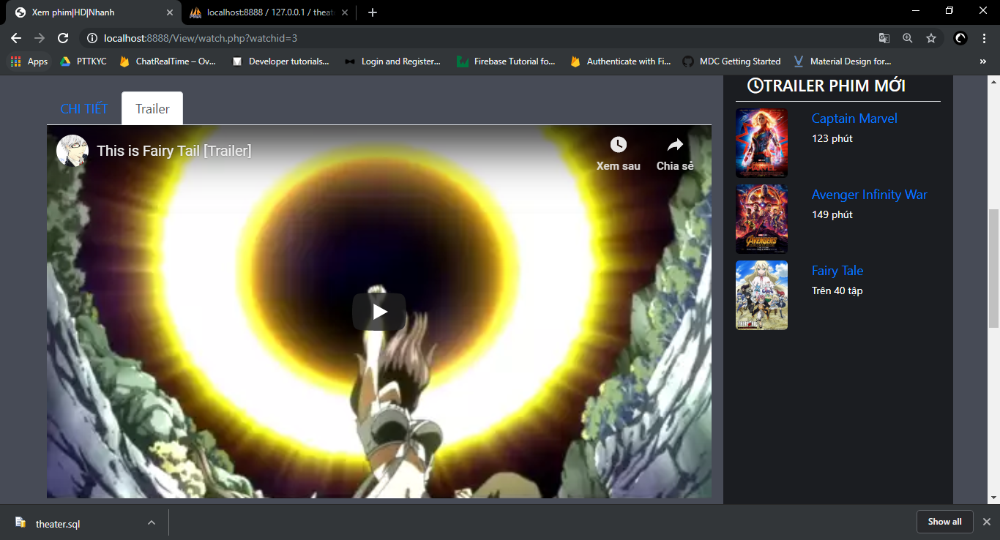 Xem phim|HD|Nhanh
localhost:8888 / 127.0.0.1 / theate
localhost:8888/View/watch.php?watchid=3
Apps
PTTKYC
ChatRealTime – Ov...
Developer tutorials...
Login and Register...
Firebase Tutorial fo...
Authenticate with Fi...
MDC Getting Started
Material Design for...
»
CHI TIẾT
Trailer
This is Fairy Tail [Trailer]
Xem sau
Chia sẻ
TRAILER PHIM MỚI
Captain Marvel
123 phút
Avenger Infinity War
149 phút
Fairy Tale
Trên 40 tập
theater.sql
Show all